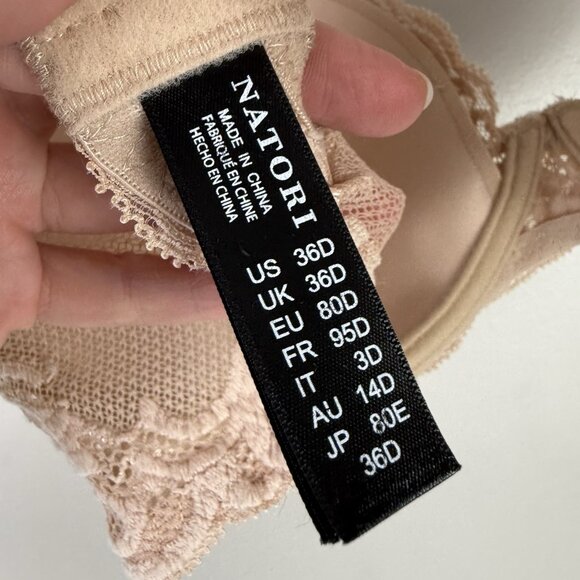 NATORI
MADE IN CHINA
FABRIQUÉ EN CHINE
HECHO EN CHINA
US 36D
UK 36D
EU 80D
FR 95D
IT 3D
AU 14D
JP 80E
36D